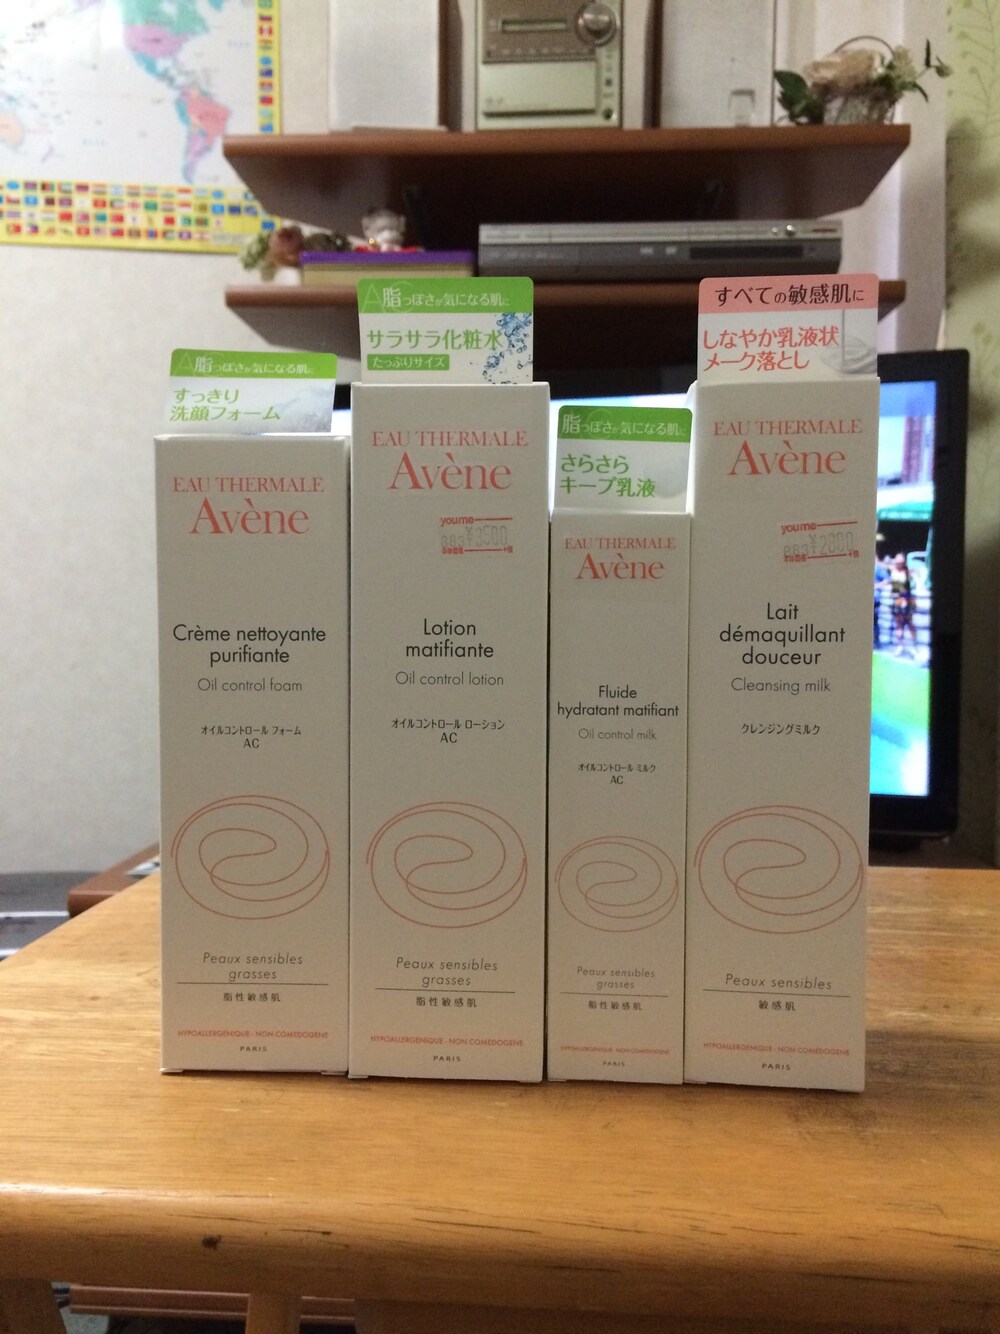 脂っぽさが気になる肌に
すっきり
洗顔フォーム
EAU THERMALE
Avène
Crème nettoyante
purifiante
Oil control foam
オイルコントロール フォーム
AC
Peaux sensibles
grasses
脂性敏感肌
HYPOALLERGENIQUE - NON COMEDOGENE
PARIS
脂っぽさが気になる肌に
サラサラ化粧水
たっぷりサイズ
EAU THERMALE
Avène
youme
Lotion
matifiante
Oil control lotion
オイルコントロール ローション
AC
Peaux sensibles
grasses
脂性敏感肌
HYPOALLERGENIQUE - NON COMEDOGENE
PARIS
脂っぽさが気になる肌に
さらさら
キープ乳液
EAU THERMALE
Avène
Fluide
hydratant matifiant
Oil control milk
オイルコントロール ミルク
AC
Peaux sensibles
grasses
脂性敏感肌
HYPOALLERGENIQUE - NON COMEDOGENE
PARIS
すべての敏感肌に
しなやか乳液状
メーク落とし
EAU THERMALE
Avène
youme
Lait
démaquillant
douceur
Cleansing milk
クレンジングミルク
Peaux sensibles
敏感肌
HYPOALLERGENIQUE - NON COMEDOGENE
PARIS